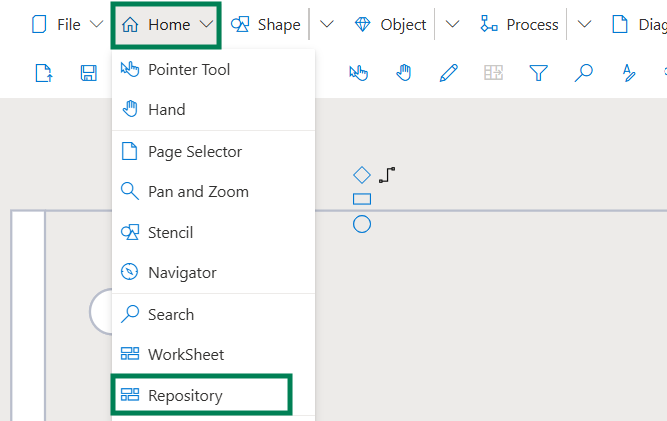 File Home Shape Object Process Diag
Pointer Tool
Hand
Page Selector
Pan and Zoom
Stencil
Navigator
Search
WorkSheet
Repository